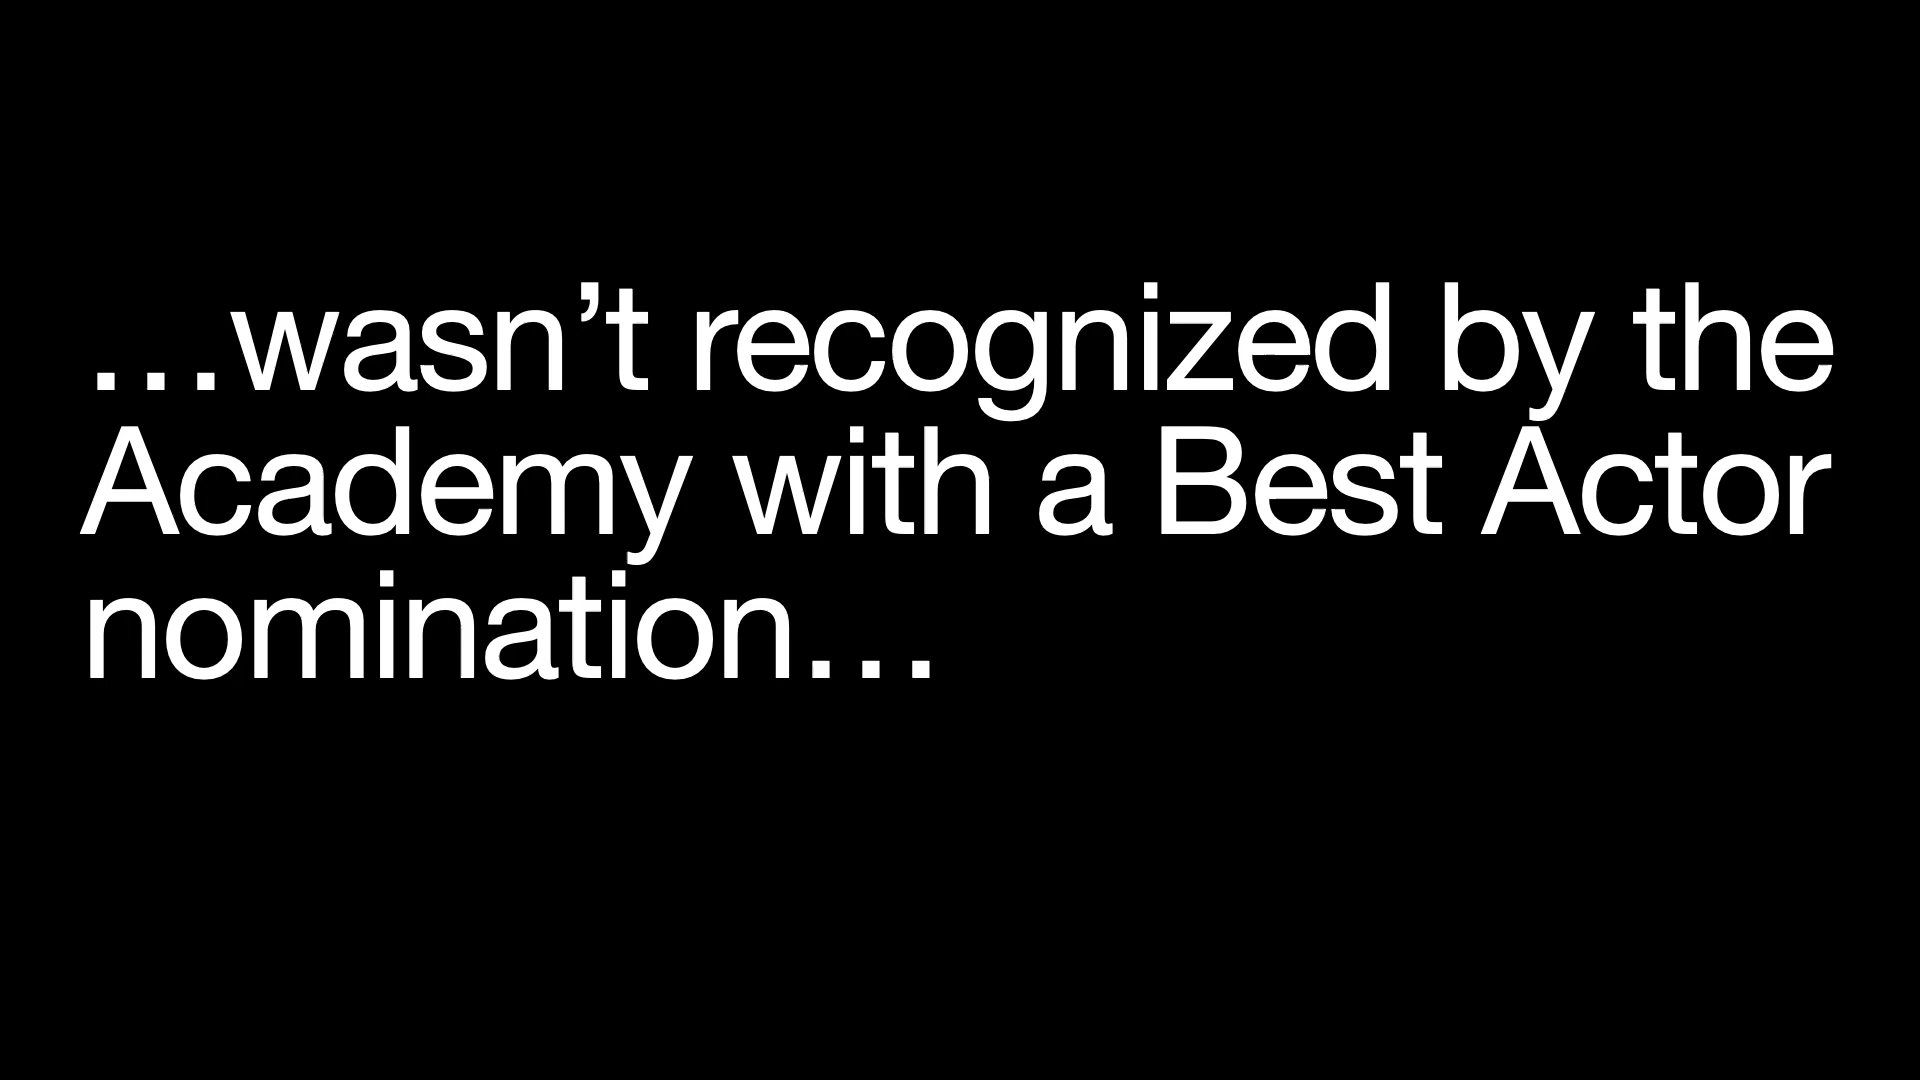 …wasn’t recognized by the
Academy with a Best Actor
nomination…